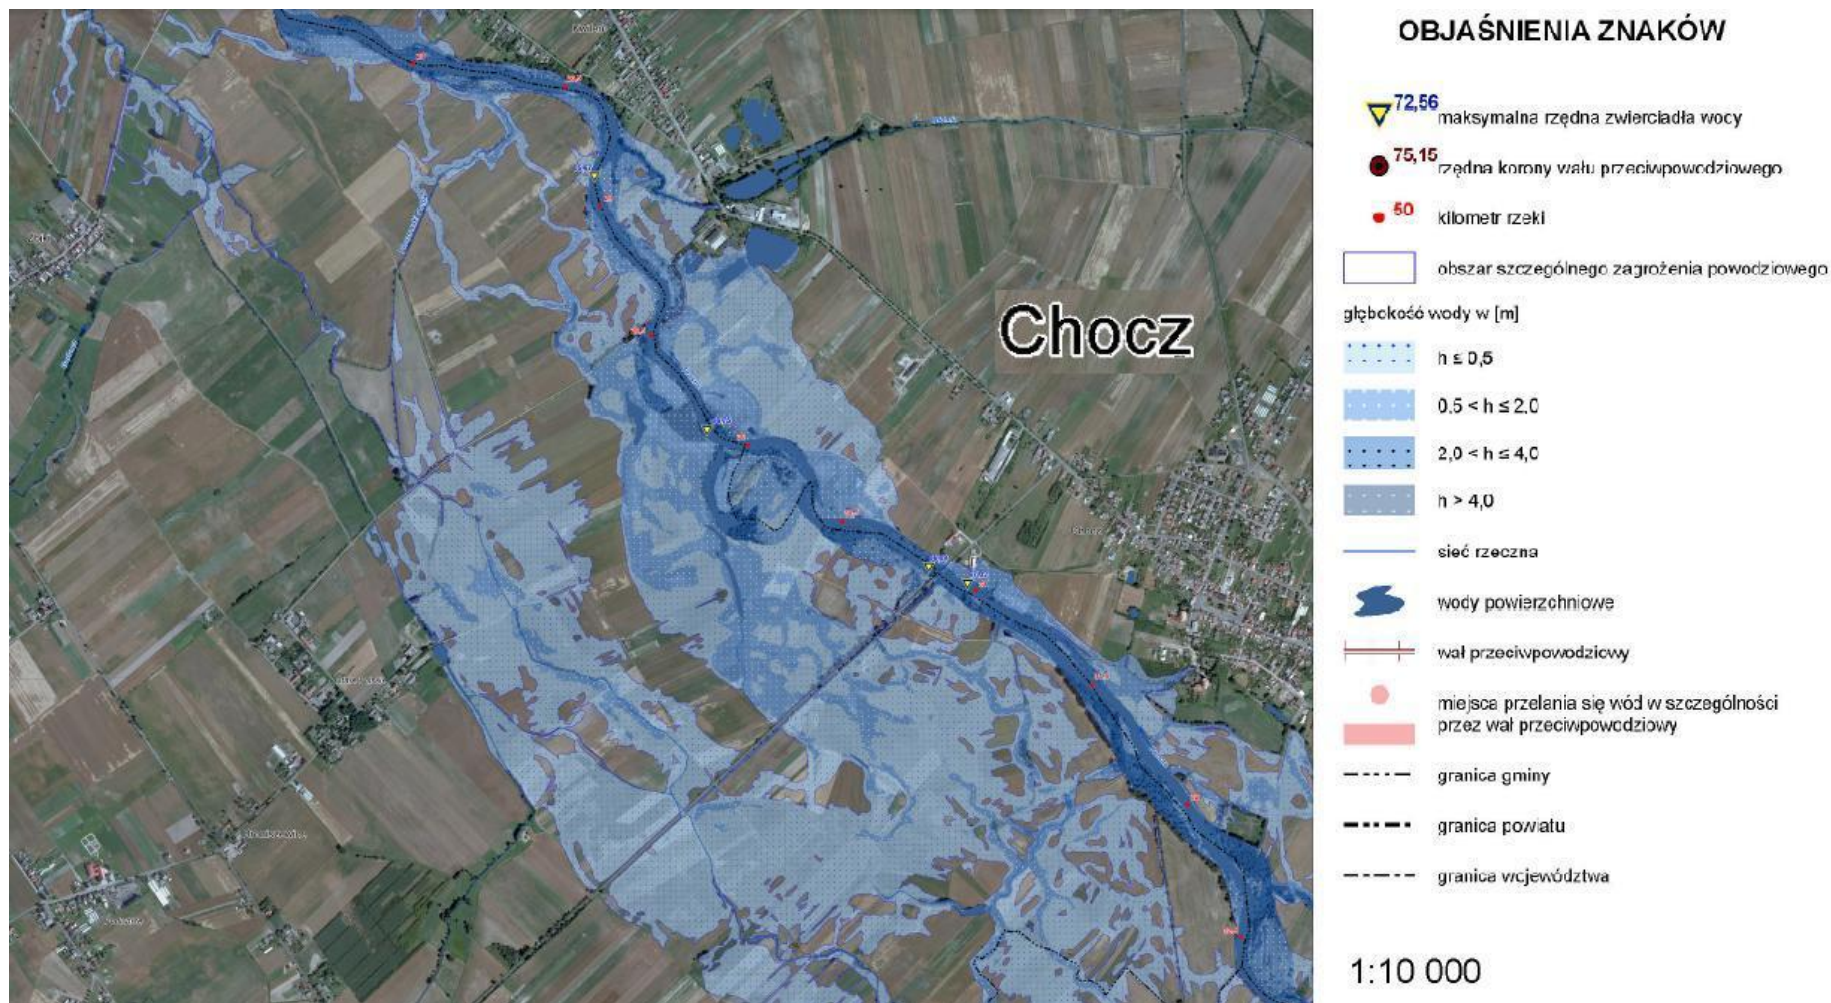 OBJAŚNIENIA ZNAKÓW
72,56
maksymalna rzędna zwierciadła wocy
75,15
rzędna korony wału przeciwpowodziowego
50
kilometr rzeki
obszar szczególnego zagrożenia powodziowego
głębokość wody w [m]
h ≤ 0,5
0,5 < h ≤ 2,0
2,0 < h ≤ 4,0
h > 4,0
sieć rzeczna
wody powierzchniowe
wał przeciwpowodziowy
miejsca przelania się wód w szczególności
przez wał przeciwpowodziowy
granica gminy
granica powiatu
granica województwa
1:10 000
Chocz
Chocz